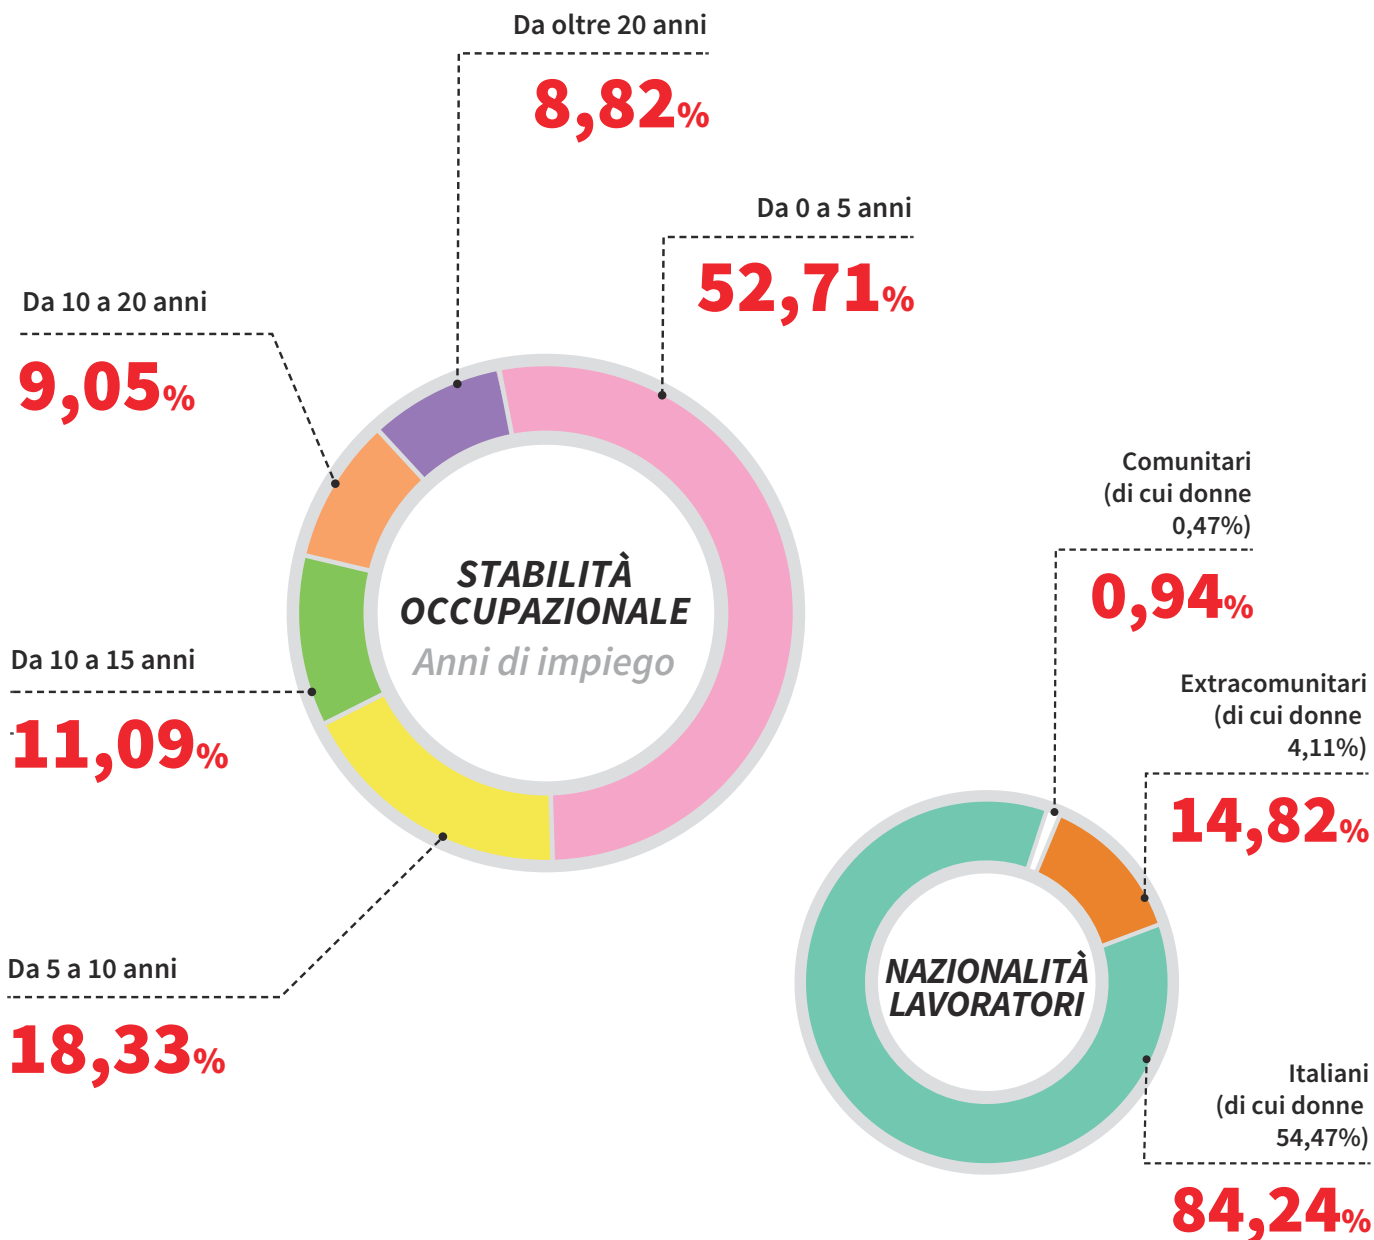 Da oltre 20 anni
8,82%
Da 0 a 5 anni
52,71%
Da 10 a 20 anni
9,05%
STABILITÀ
OCCUPAZIONALE
Anni di impiego
Da 10 a 15 anni
11,09%
Da 5 a 10 anni
18,33%
Comunitari
(di cui donne
0,47%)
0,94%
Extracomunitari
(di cui donne
4,11%)
14,82%
NAZIONALITÀ
LAVORATORI
Italiani
(di cui donne
54,47%)
84,24%